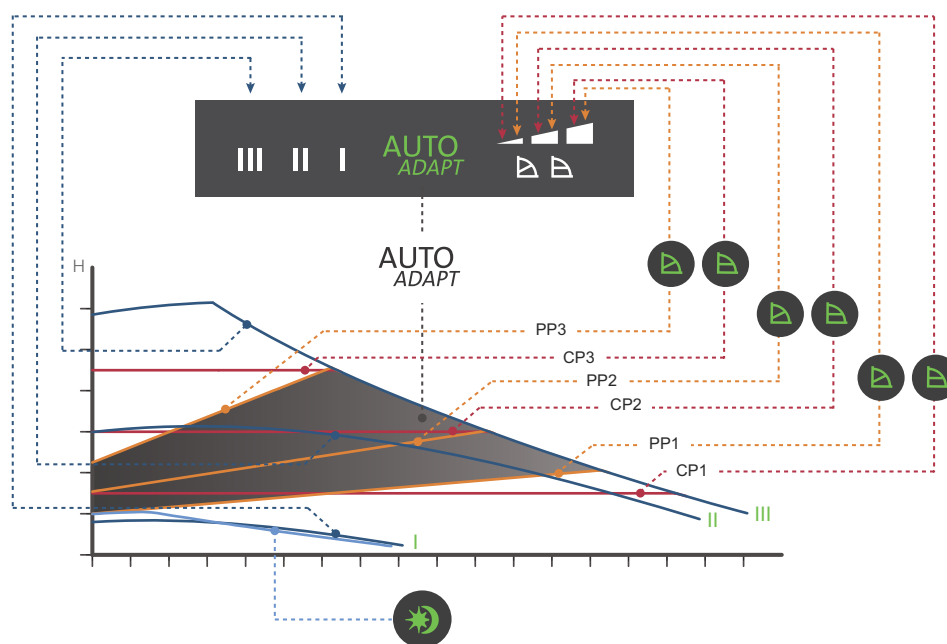 III II I AUTO ADAPT
AUTO
ADAPT
H
PP3
CP3
PP2
CP2
PP1
CP1
III
II
I